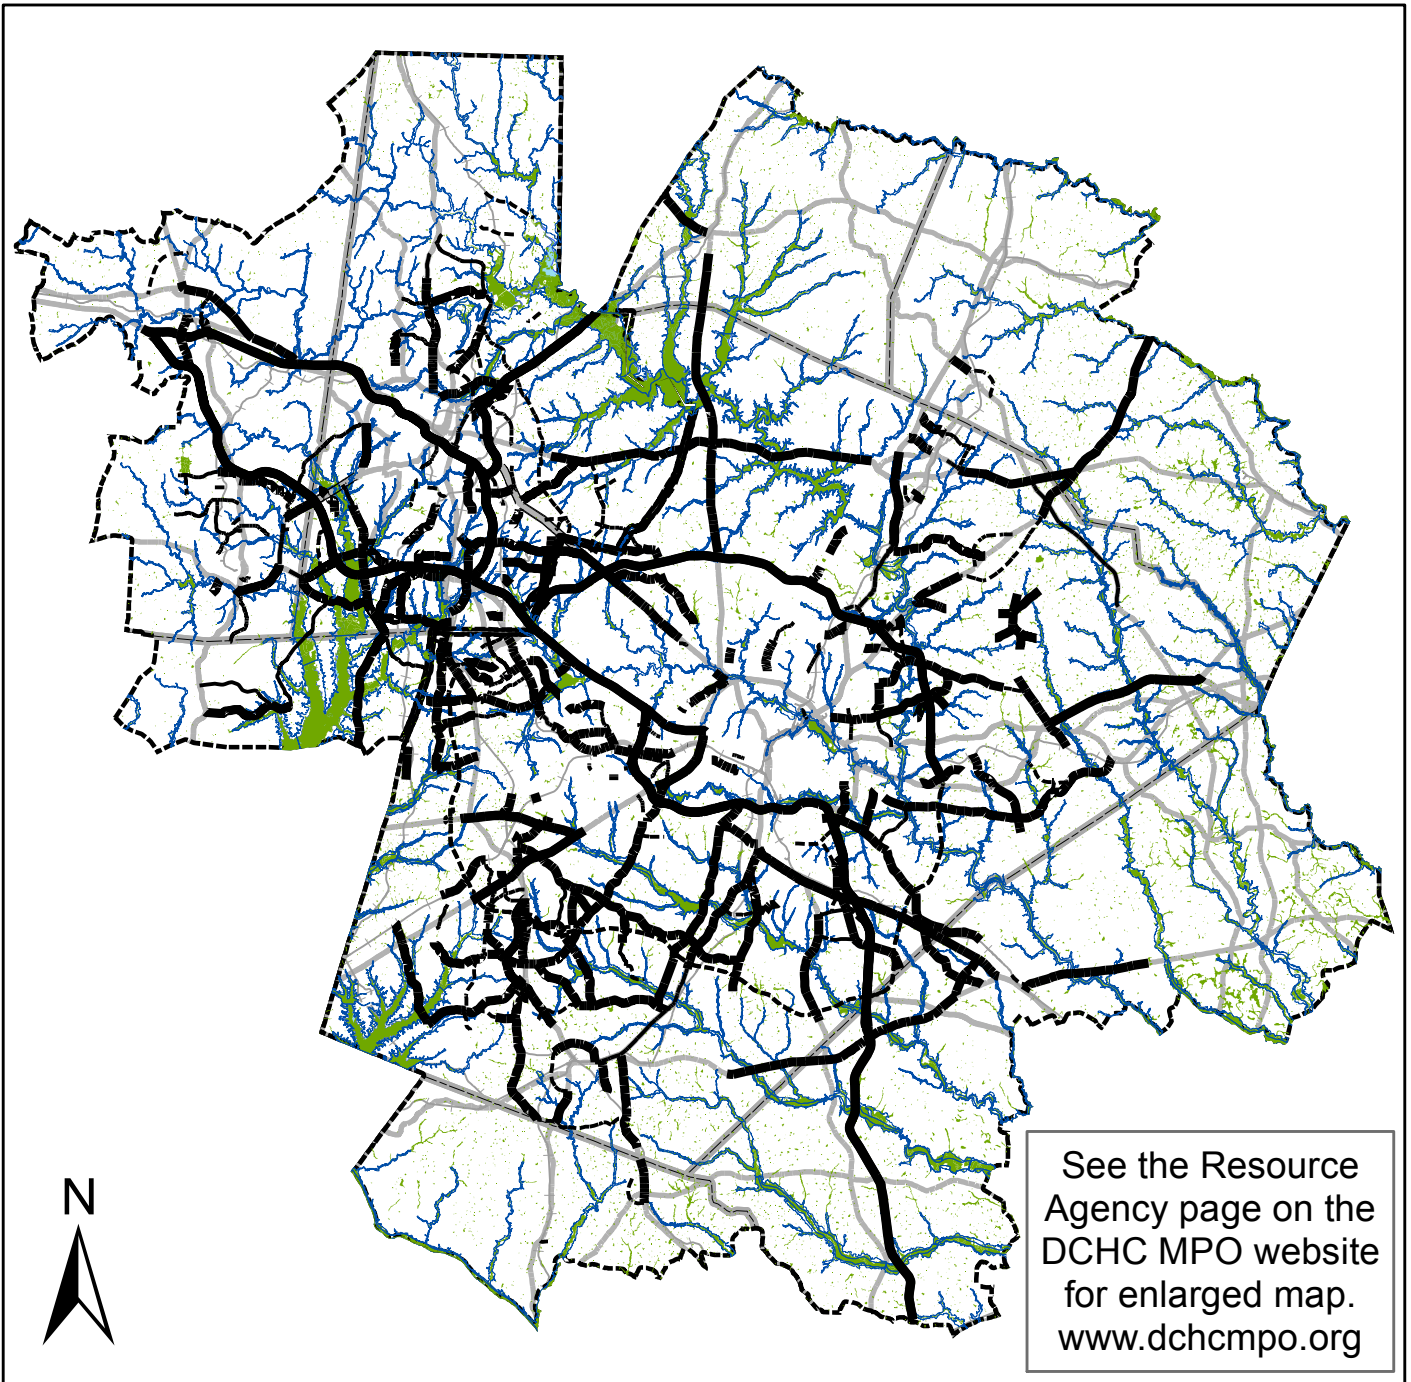 N
See the Resource
Agency page on the
DCHC MPO website
for enlarged map.
www.dchcmpo.org